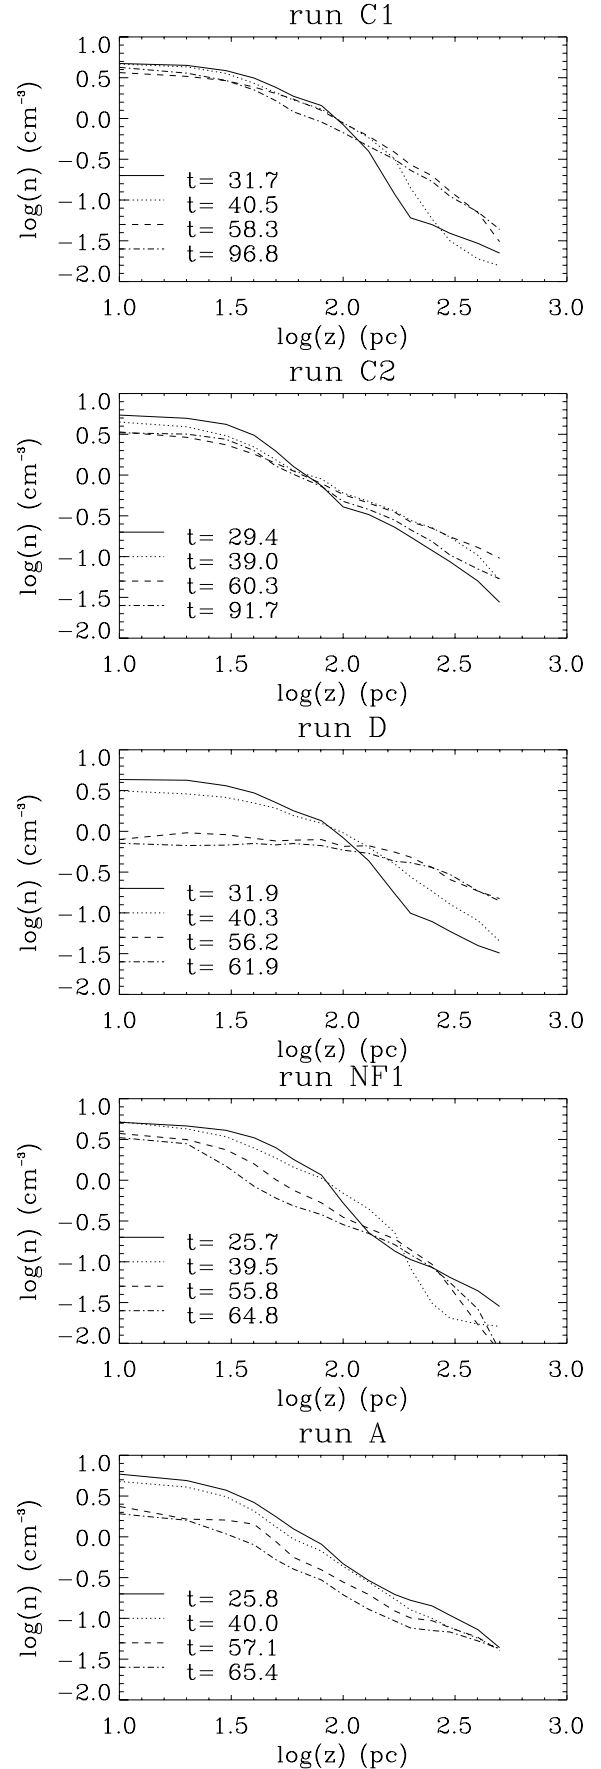 run C1
1.0
0.5
0.0
−0.5
−1.0
−1.5
−2.0
log(n) (cm⁻³)
t= 31.7
t= 40.5
t= 58.3
t= 96.8
1.0 1.5 2.0 2.5 3.0
log(z) (pc)
run C2
1.0
0.5
0.0
−0.5
−1.0
−1.5
−2.0
log(n) (cm⁻³)
t= 29.4
t= 39.0
t= 60.3
t= 91.7
1.0 1.5 2.0 2.5 3.0
log(z) (pc)
run D
1.0
0.5
0.0
−0.5
−1.0
−1.5
−2.0
log(n) (cm⁻³)
t= 31.9
t= 40.3
t= 56.2
t= 61.9
1.0 1.5 2.0 2.5 3.0
log(z) (pc)
run NF1
1.0
0.5
0.0
−0.5
−1.0
−1.5
−2.0
log(n) (cm⁻³)
t= 25.7
t= 39.5
t= 55.8
t= 64.8
1.0 1.5 2.0 2.5 3.0
log(z) (pc)
run A
1.0
0.5
0.0
−0.5
−1.0
−1.5
−2.0
log(n) (cm⁻³)
t= 25.8
t= 40.0
t= 57.1
t= 65.4
1.0 1.5 2.0 2.5 3.0
log(z) (pc)